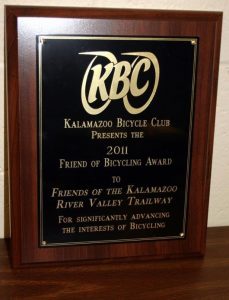 KBC
KALAMAZOO BICYCLE CLUB
PRESENTS THE
2011
FRIEND OF BICYCLING AWARD
TO
FRIENDS OF THE KALAMAZOO
RIVER VALLEY TRAILWAY
FOR SIGNIFICANTLY ADVANCING
THE INTERESTS OF BICYCLING